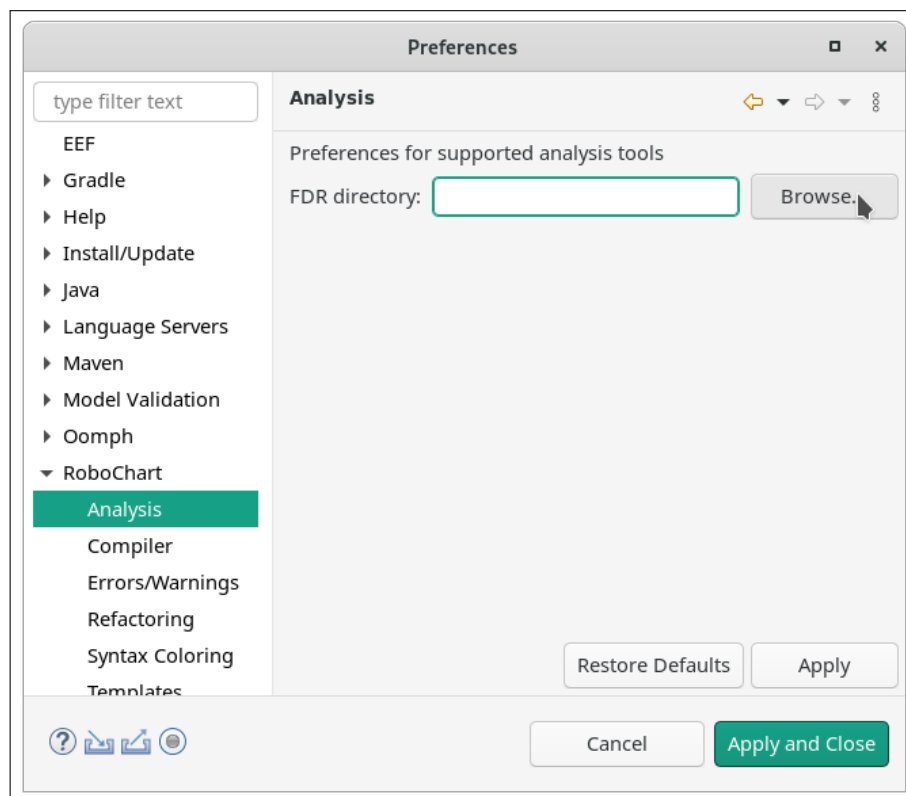 Preferences
type filter text
EEF
Gradle
Help
Install/Update
Java
Language Servers
Maven
Model Validation
Oomph
RoboChart
Analysis
Compiler
Errors/Warnings
Refactoring
Syntax Coloring
Templates
Analysis
Preferences for supported analysis tools
FDR directory:
Browse...
Restore Defaults
Apply
Cancel
Apply and Close